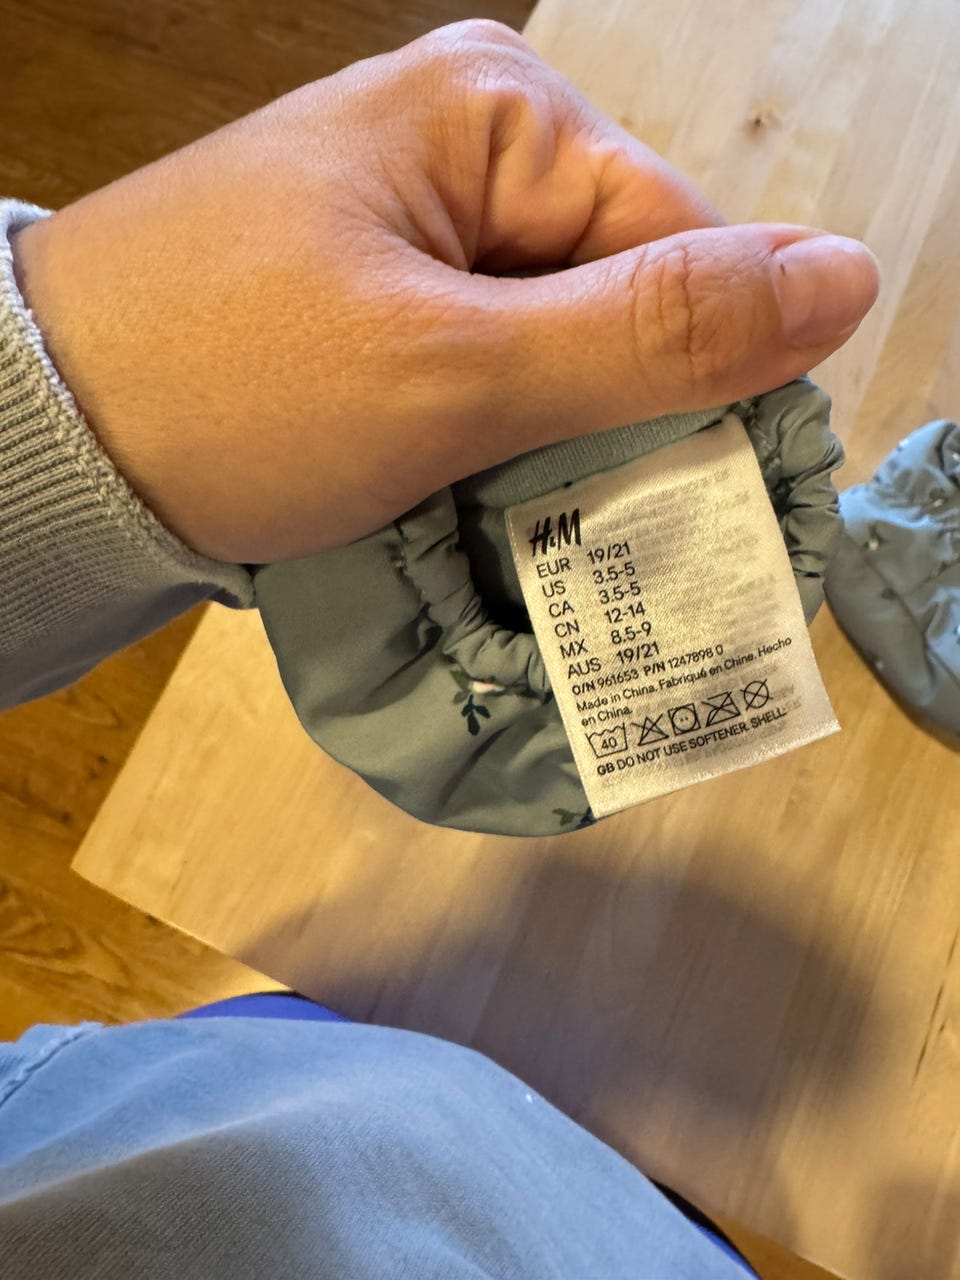 H&M
EUR 19/21
US 3.5-5
CA 3.5-5
CN 12-14
MX 8.5-9
AUS 19/21
O/N 961653 P/N 1247898 0
Made in China. Fabriqué en Chine. Hecho
en China.
40
GB DO NOT USE SOFTENER. SHELL: